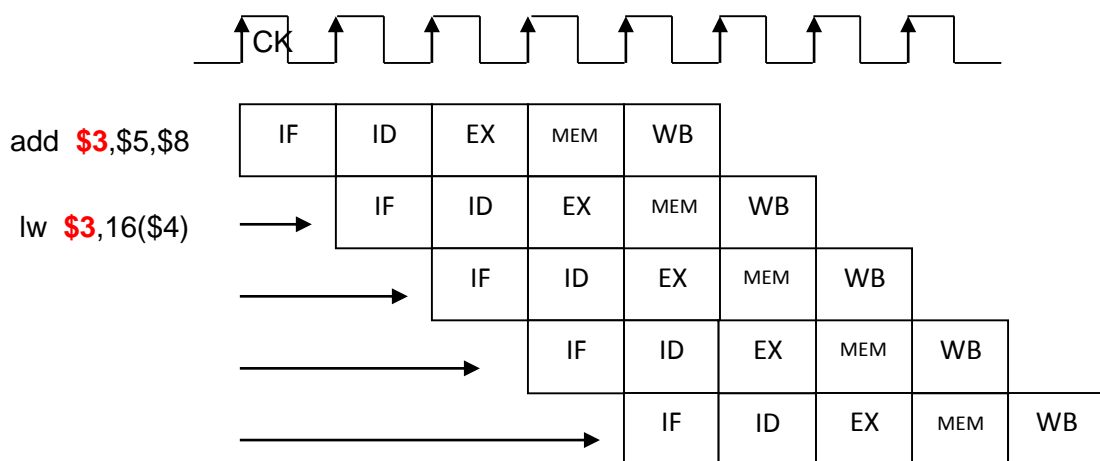 CK
add $3,$5,$8 IF ID EX MEM WB
lw $3,16($4) IF ID EX MEM WB
IF ID EX MEM WB
IF ID EX MEM WB
IF ID EX MEM WB